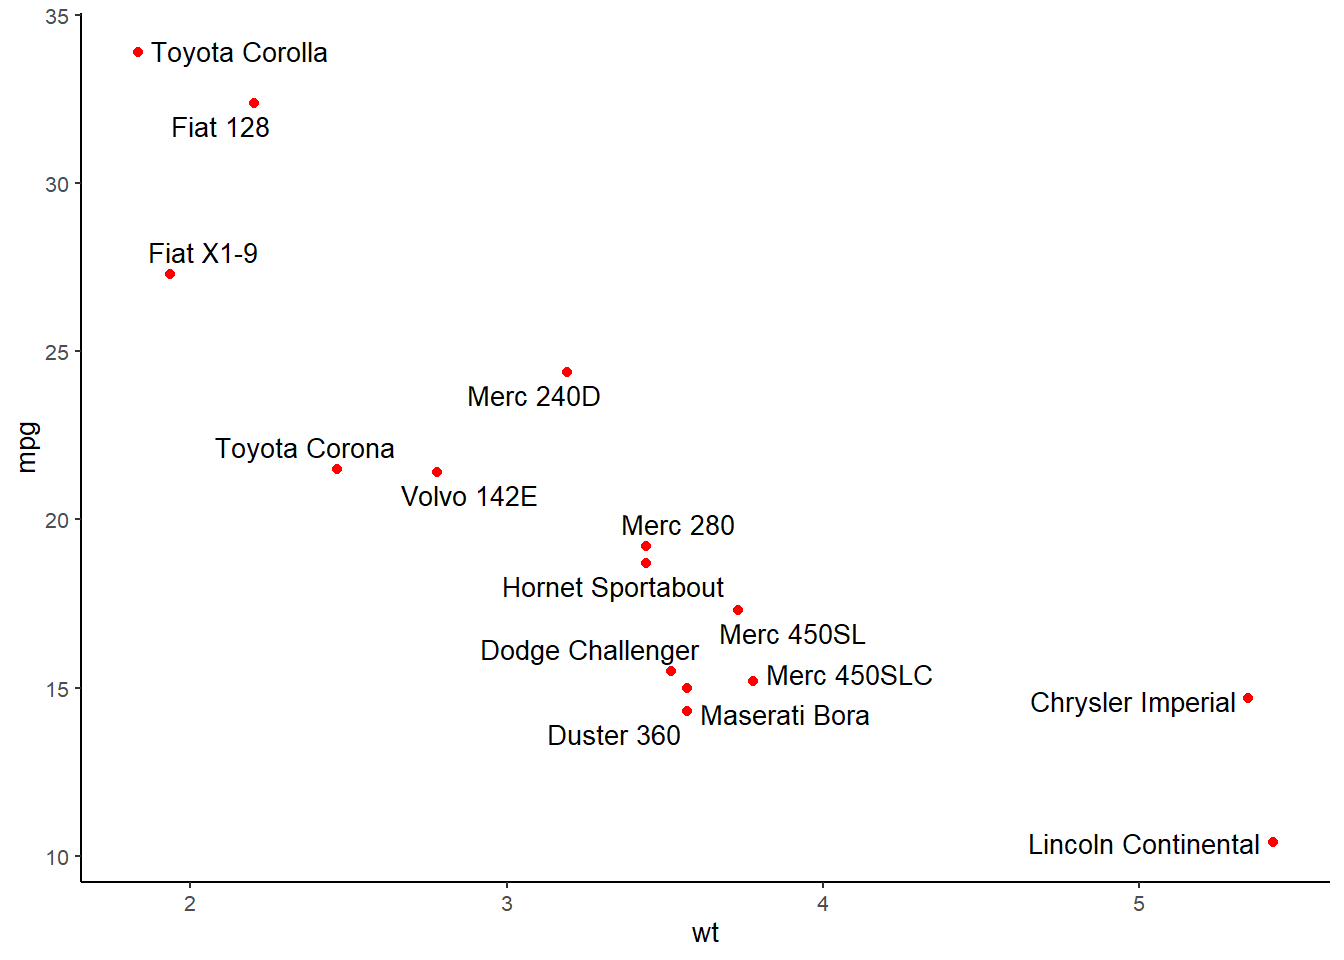 35
Toyota Corolla
Fiat 128
30
Fiat X1-9
25
Merc 240D
mpg
Toyota Corona
Volvo 142E
20
Merc 280
Hornet Sportabout
Merc 450SL
Dodge Challenger
Merc 450SLC
15
Chrysler Imperial
Maserati Bora
Duster 360
Lincoln Continental
10
2 3 4 5
wt